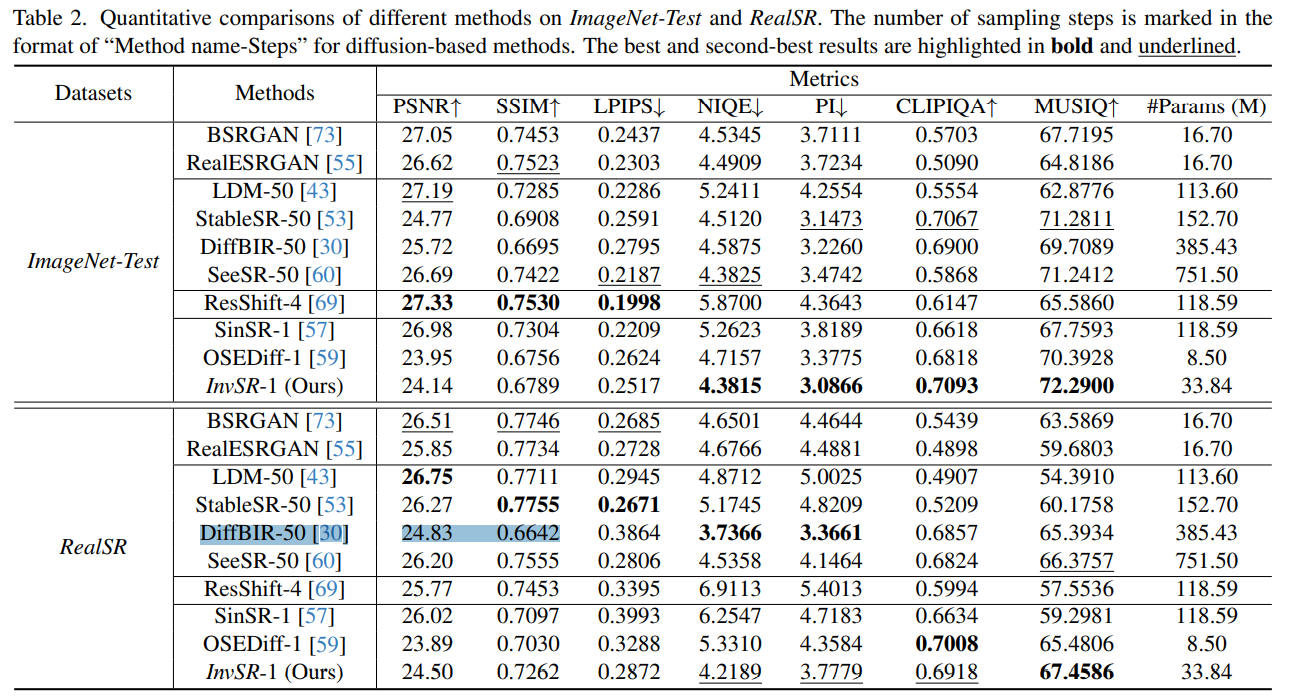 Table 2. Quantitative comparisons of different methods on ImageNet-Test and RealSR. The number of sampling steps is marked in the
format of “Method name-Steps” for diffusion-based methods. The best and second-best results are highlighted in bold and underlined.
Datasets Methods Metrics
PSNR↑ SSIM↑ LPIPS↓ NIQE↓ PI↓ CLIPIQA↑ MUSIQ↑ #Params (M)
ImageNet-Test
BSRGAN [73] 27.05 0.7453 0.2437 4.5345 3.7111 0.5703 67.7195 16.70
RealESRGAN [55] 26.62 0.7523 0.2303 4.4909 3.7234 0.5090 64.8186 16.70
LDM-50 [43] 27.19 0.7285 0.2286 5.2411 4.2554 0.5554 62.8776 113.60
StableSR-50 [53] 24.77 0.6908 0.2591 4.5120 3.1473 0.7067 71.2811 152.70
DiffBIR-50 [30] 25.72 0.6695 0.2795 4.5875 3.2260 0.6900 69.7089 385.43
SeeSR-50 [60] 26.69 0.7422 0.2187 4.3825 3.4742 0.5868 71.2412 751.50
ResShift-4 [69] 27.33 0.7530 0.1998 5.8700 4.3643 0.6147 65.5860 118.59
SinSR-1 [57] 26.98 0.7304 0.2209 5.2623 3.8189 0.6618 67.7593 118.59
OSEDiff-1 [59] 23.95 0.6756 0.2624 4.7157 3.3775 0.6818 70.3928 8.50
InvSR-1 (Ours) 24.14 0.6789 0.2517 4.3815 3.0866 0.7093 72.2900 33.84
RealSR
BSRGAN [73] 26.51 0.7746 0.2685 4.6501 4.4644 0.5439 63.5869 16.70
RealESRGAN [55] 25.85 0.7734 0.2728 4.6766 4.4881 0.4898 59.6803 16.70
LDM-50 [43] 26.75 0.7711 0.2945 4.8712 5.0025 0.4907 54.3910 113.60
StableSR-50 [53] 26.27 0.7755 0.2671 5.1745 4.8209 0.5209 60.1758 152.70
DiffBIR-50 [30] 24.83 0.6642 0.3864 3.7366 3.3661 0.6857 65.3934 385.43
SeeSR-50 [60] 26.20 0.7555 0.2806 4.5358 4.1464 0.6824 66.3757 751.50
ResShift-4 [69] 25.77 0.7453 0.3395 6.9113 5.4013 0.5994 57.5536 118.59
SinSR-1 [57] 26.02 0.7097 0.3993 6.2547 4.7183 0.6634 59.2981 118.59
OSEDiff-1 [59] 23.89 0.7030 0.3288 5.3310 4.3584 0.7008 65.4806 8.50
InvSR-1 (Ours) 24.50 0.7262 0.2872 4.2189 3.7779 0.6918 67.4586 33.84